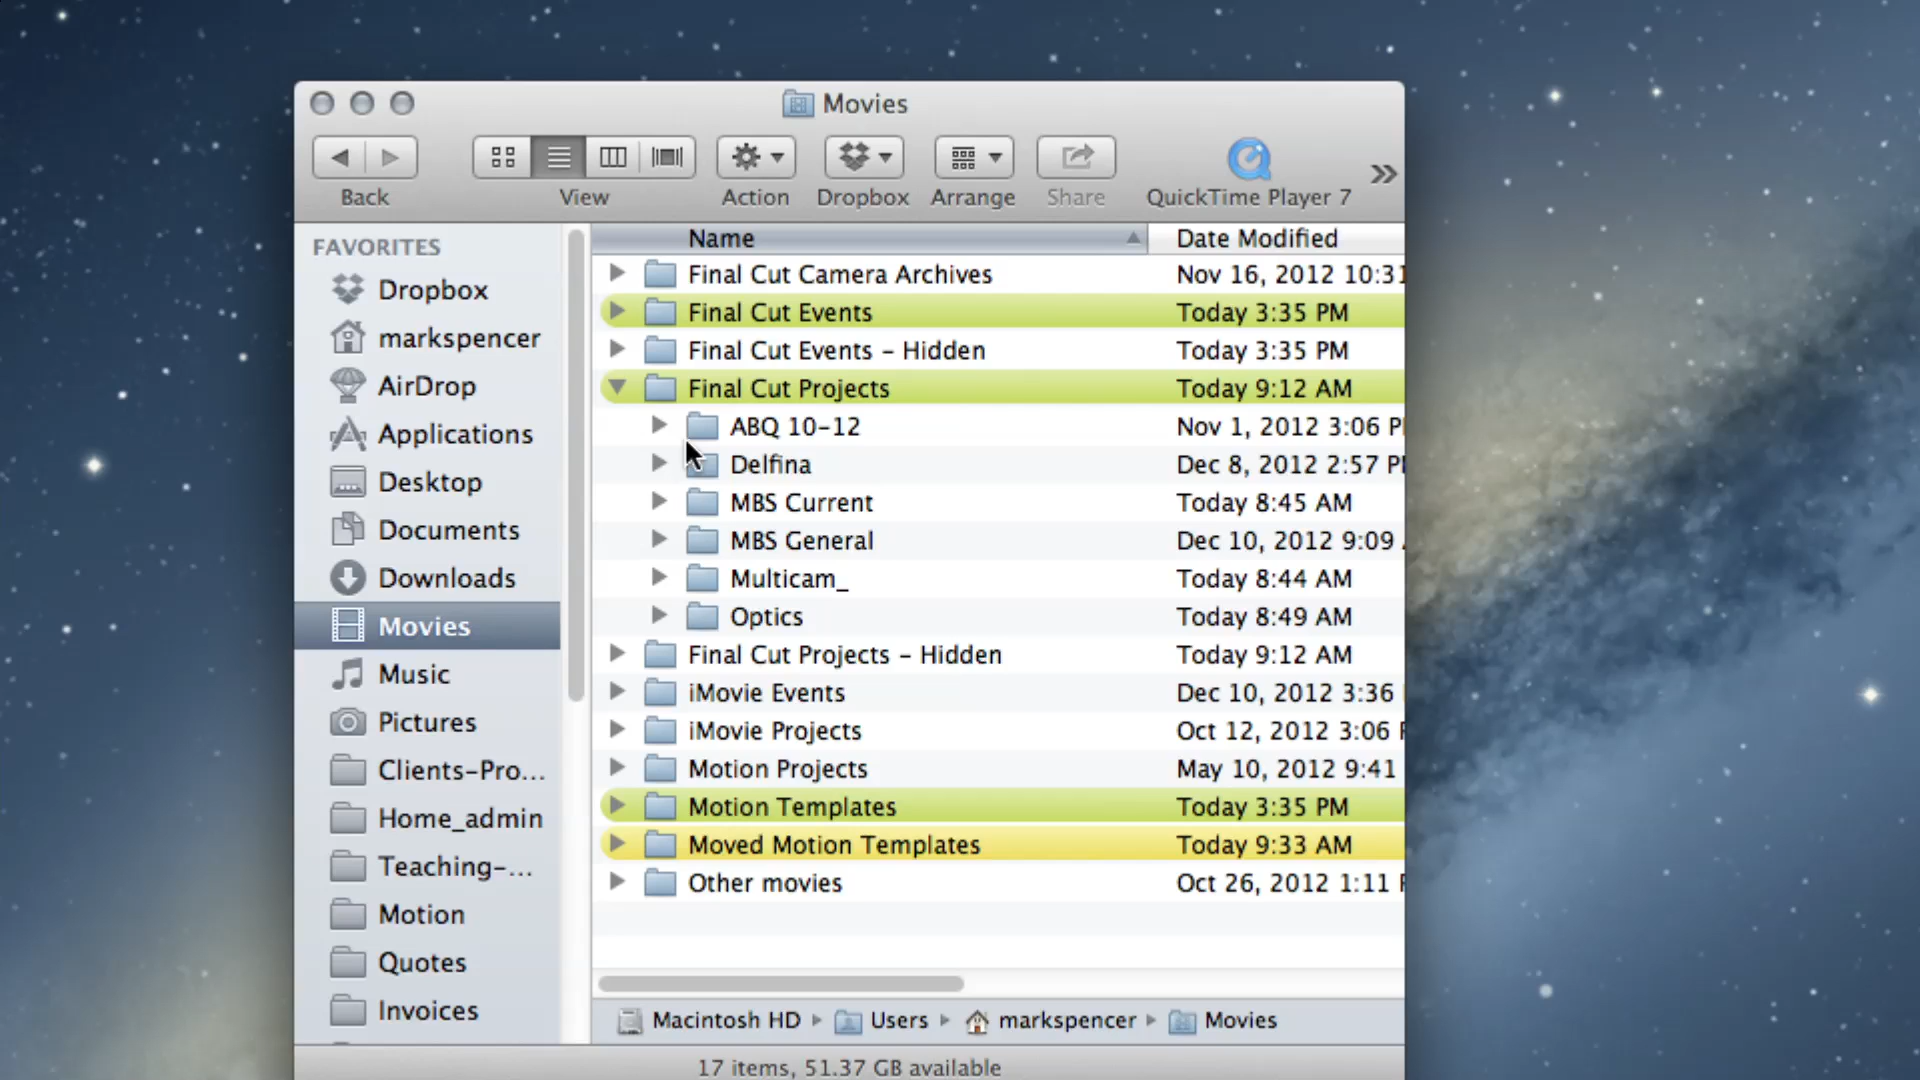 Movies
Back
View
Action
Dropbox
Arrange
Share
QuickTime Player 7
FAVORITES
Dropbox
markspencer
AirDrop
Applications
Desktop
Documents
Downloads
Movies
Music
Pictures
Clients-Pro...
Home_admin
Teaching-...
Motion
Quotes
Invoices
Name Date Modified
Final Cut Camera Archives Nov 16, 2012 10:31
Final Cut Events Today 3:35 PM
Final Cut Events – Hidden Today 3:35 PM
Final Cut Projects Today 9:12 AM
ABQ 10-12 Nov 1, 2012 3:06 P
Delfina Dec 8, 2012 2:57 P
MBS Current Today 8:45 AM
MBS General Dec 10, 2012 9:09
Multicam_ Today 8:44 AM
Optics Today 8:49 AM
Final Cut Projects – Hidden Today 9:12 AM
iMovie Events Dec 10, 2012 3:36
iMovie Projects Oct 12, 2012 3:06
Motion Projects May 10, 2012 9:41
Motion Templates Today 3:35 PM
Moved Motion Templates Today 9:33 AM
Other movies Oct 26, 2012 1:11
Macintosh HD Users markspencer Movies
17 items, 51.37 GB available